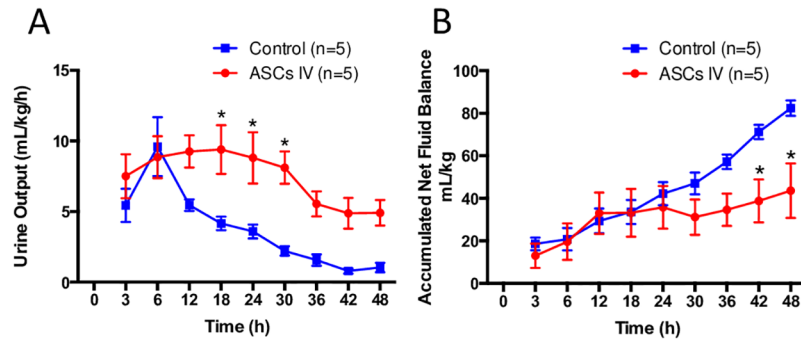 A
Control (n=5)
ASCs IV (n=5)
Urine Output (mL/kg/h)
15
10
5
0
* * *
0 3 6 12 18 24 30 36 42 48
Time (h)
B
Control (n=5)
ASCs IV (n=5)
Accumulated Net Fluid Balance
mL/kg
100
80
60
40
20
0
* *
0 3 6 12 18 24 30 36 42 48
Time (h)